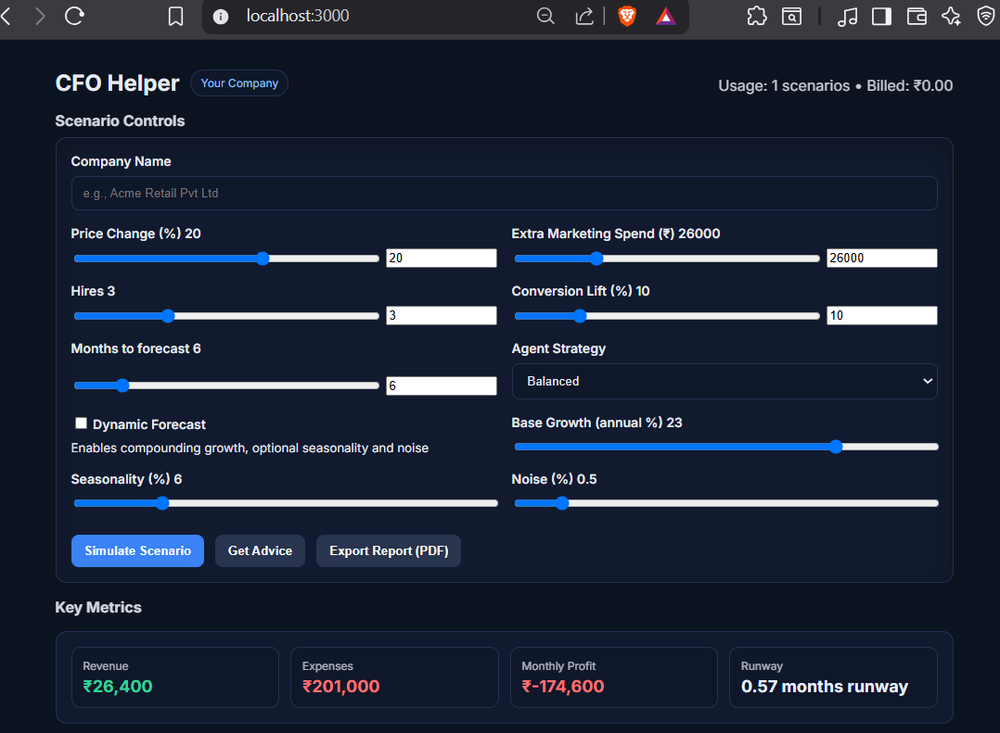 localhost:3000
CFO Helper
Your Company
Usage: 1 scenarios • Billed: ₹0.00
Scenario Controls
Company Name
e.g., Acme Retail Pvt Ltd
Price Change (%) 20
20
Extra Marketing Spend (₹) 26000
26000
Hires 3
3
Conversion Lift (%) 10
10
Months to forecast 6
6
Agent Strategy
Balanced
Dynamic Forecast
Enables compounding growth, optional seasonality and noise
Base Growth (annual %) 23
Seasonality (%) 6
Noise (%) 0.5
Simulate Scenario
Get Advice
Export Report (PDF)
Key Metrics
Revenue
₹26,400
Expenses
₹201,000
Monthly Profit
₹-174,600
Runway
0.57 months runway